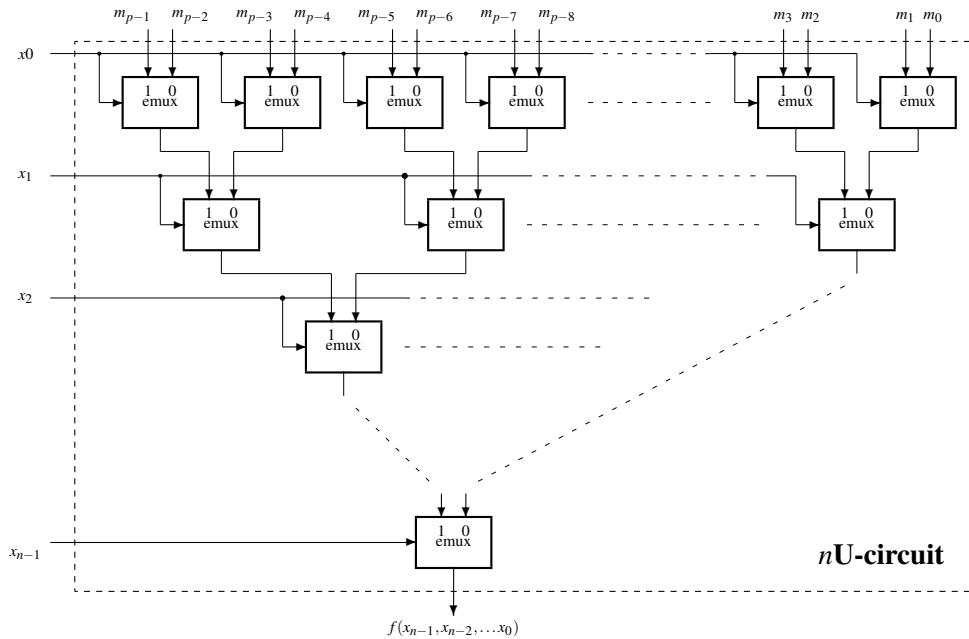 m_{p−1} m_{p−2} m_{p−3} m_{p−4} m_{p−5} m_{p−6} m_{p−7} m_{p−8} m_3 m_2 m_1 m_0
x0
1 0 1 0 1 0 1 0 1 0 1 0
emux emux emux emux emux emux
x_1
1 0 1 0 1 0
emux emux emux
x_2
1 0
emux
1 0
emux
x_{n−1}
nU-circuit
f(x_{n−1}, x_{n−2}, ... x_0)